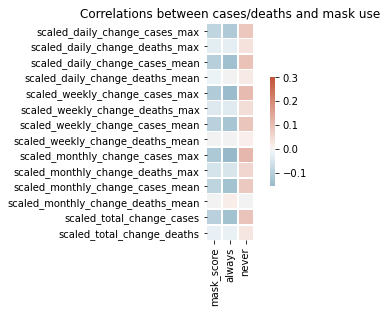 Correlations between cases/deaths and mask use
scaled_daily_change_cases_max
scaled_daily_change_deaths_max
scaled_daily_change_cases_mean
scaled_daily_change_deaths_mean
scaled_weekly_change_cases_max
scaled_weekly_change_deaths_max
scaled_weekly_change_cases_mean
scaled_weekly_change_deaths_mean
scaled_monthly_change_cases_max
scaled_monthly_change_deaths_max
scaled_monthly_change_cases_mean
scaled_monthly_change_deaths_mean
scaled_total_change_cases
scaled_total_change_deaths
mask_score
always
never
0.3
0.2
0.1
0.0
−0.1